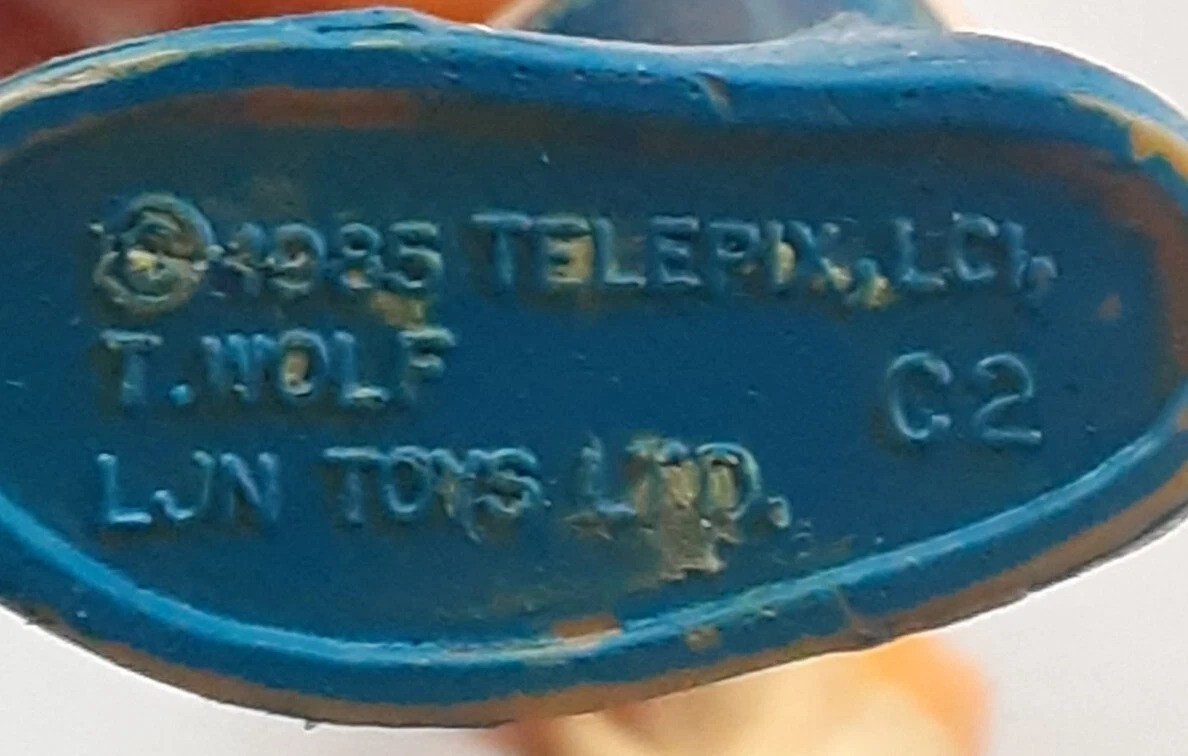 © 1985 TELEPIX, LCI,
T.WOLF C2
LJN TOYS LTD.